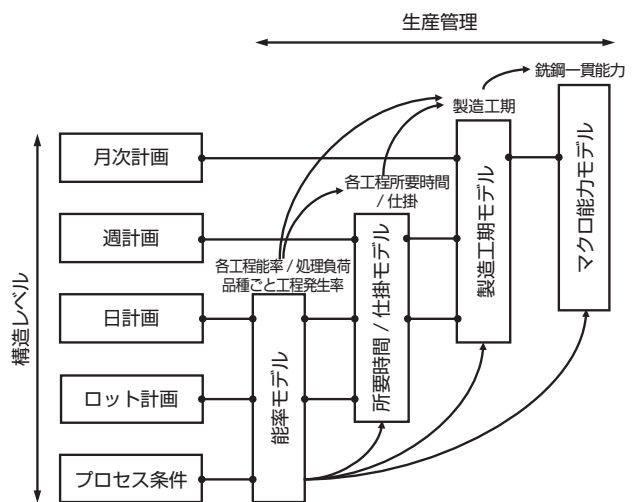 生産管理
銑鋼一貫能力
製造工期
月次計画
各工程所要時間
/ 仕掛
週計画
各工程能率 / 処理負荷
品種ごと工程発生率
日計画
ロット計画
プロセス条件
構造レベル
能率モデル
所要時間 / 仕掛モデル
製造工期モデル
マクロ能力モデル